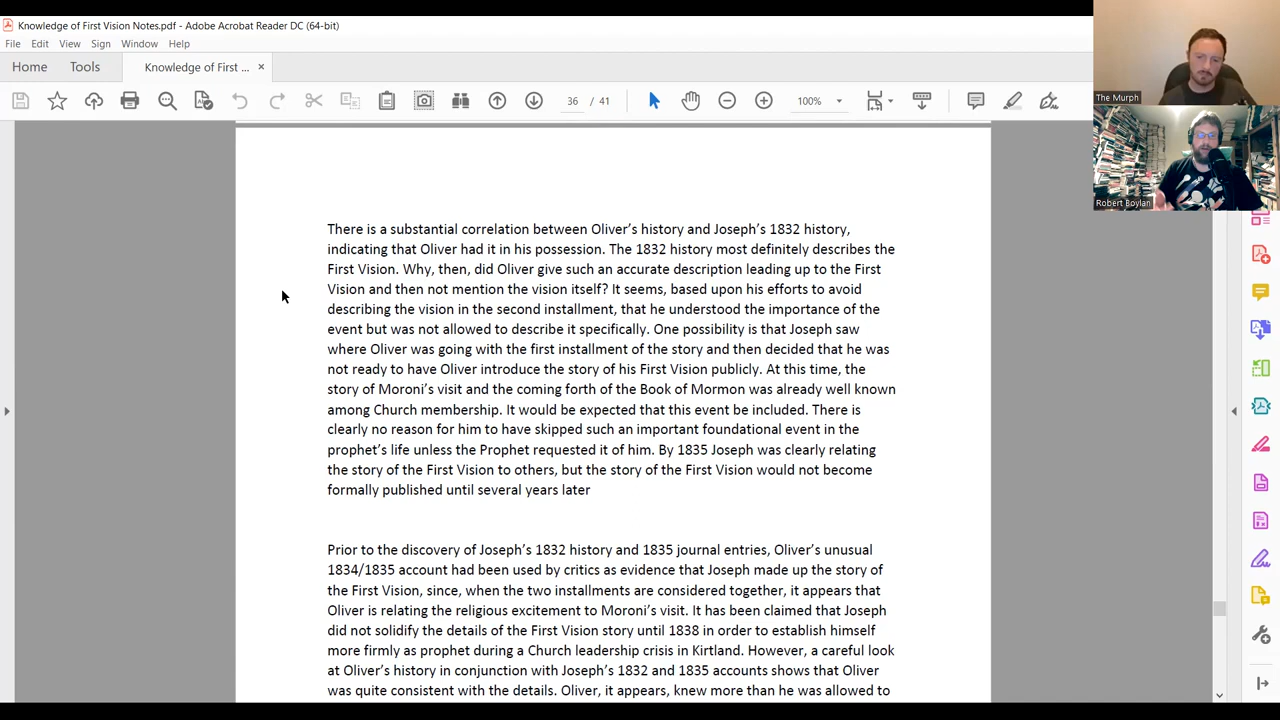 Knowledge of First Vision Notes.pdf - Adobe Acrobat Reader DC (64-bit)
File Edit View Sign Window Help
Home Tools Knowledge of First ... ×
36 / 41 100%
The Murph
Robert Boylan
There is a substantial correlation between Oliver’s history and Joseph’s 1832 history,
indicating that Oliver had it in his possession. The 1832 history most definitely describes the
First Vision. Why, then, did Oliver give such an accurate description leading up to the First
Vision and then not mention the vision itself? It seems, based upon his efforts to avoid
describing the vision in the second installment, that he understood the importance of the
event but was not allowed to describe it specifically. One possibility is that Joseph saw
where Oliver was going with the first installment of the story and then decided that he was
not ready to have Oliver introduce the story of his First Vision publicly. At this time, the
story of Moroni’s visit and the coming forth of the Book of Mormon was already well known
among Church membership. It would be expected that this event be included. There is
clearly no reason for him to have skipped such an important foundational event in the
prophet’s life unless the Prophet requested it of him. By 1835 Joseph was clearly relating
the story of the First Vision to others, but the story of the First Vision would not become
formally published until several years later
Prior to the discovery of Joseph’s 1832 history and 1835 journal entries, Oliver’s unusual
1834/1835 account had been used by critics as evidence that Joseph made up the story of
the First Vision, since, when the two installments are considered together, it appears that
Oliver is relating the religious excitement to Moroni’s visit. It has been claimed that Joseph
did not solidify the details of the First Vision story until 1838 in order to establish himself
more firmly as prophet during a Church leadership crisis in Kirtland. However, a careful look
at Oliver’s history in conjunction with Joseph’s 1832 and 1835 accounts shows that Oliver
was quite consistent with the details. Oliver, it appears, knew more than he was allowed to